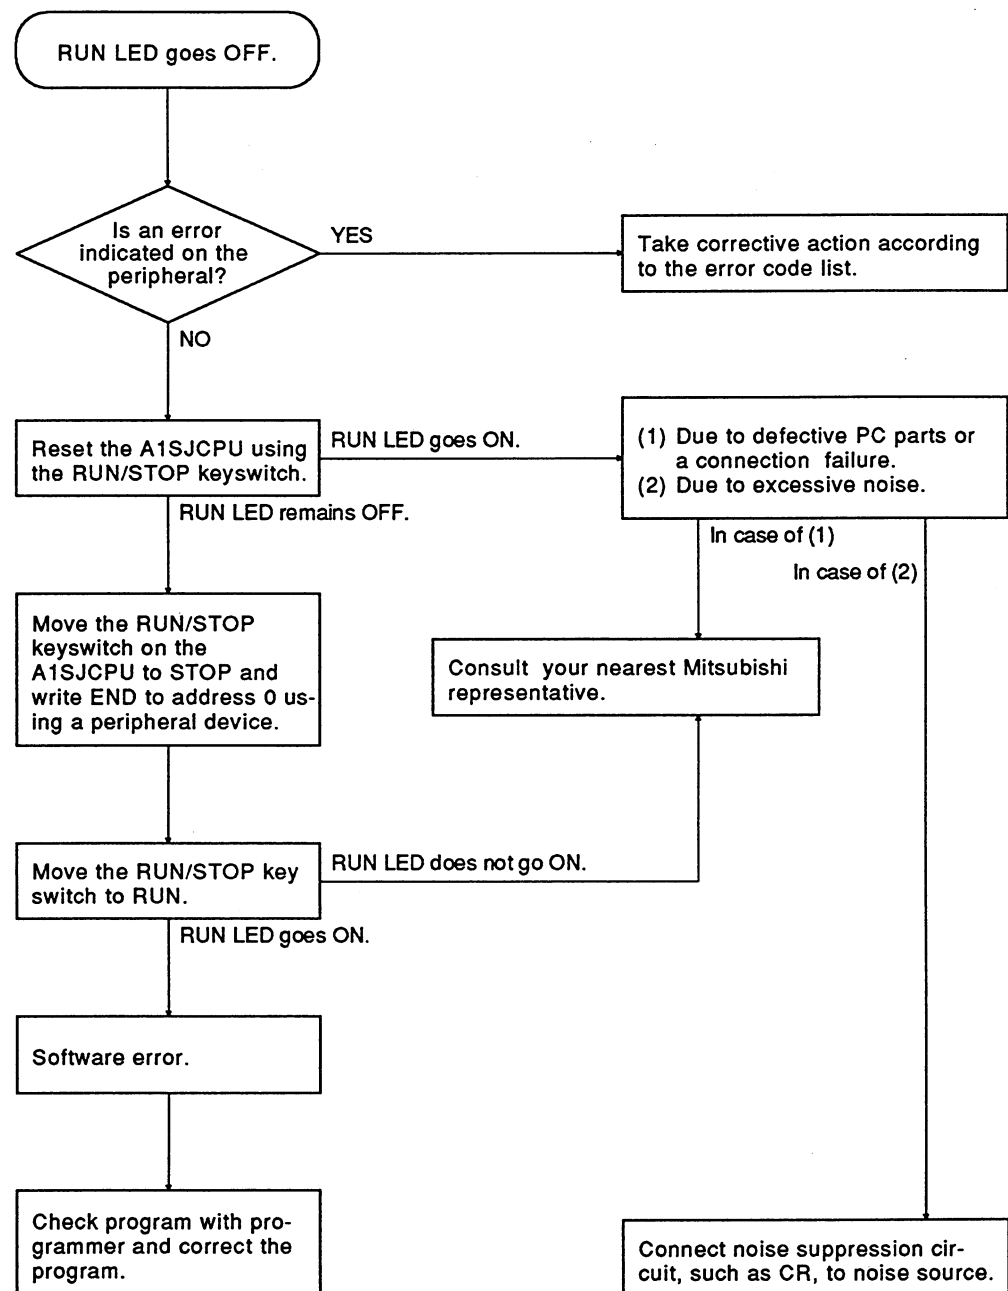 RUN LED goes OFF.
Is an error
indicated on the
peripheral?
YES
Take corrective action according
to the error code list.
NO
Reset the A1SJCPU using
the RUN/STOP keyswitch.
RUN LED goes ON.
(1) Due to defective PC parts or
a connection failure.
(2) Due to excessive noise.
RUN LED remains OFF.
In case of (1)
In case of (2)
Move the RUN/STOP
keyswitch on the
A1SJCPU to STOP and
write END to address 0 us-
ing a peripheral device.
Consult your nearest Mitsubishi
representative.
Move the RUN/STOP key
switch to RUN.
RUN LED does not go ON.
RUN LED goes ON.
Software error.
Check program with pro-
grammer and correct the
program.
Connect noise suppression cir-
cuit, such as CR, to noise source.